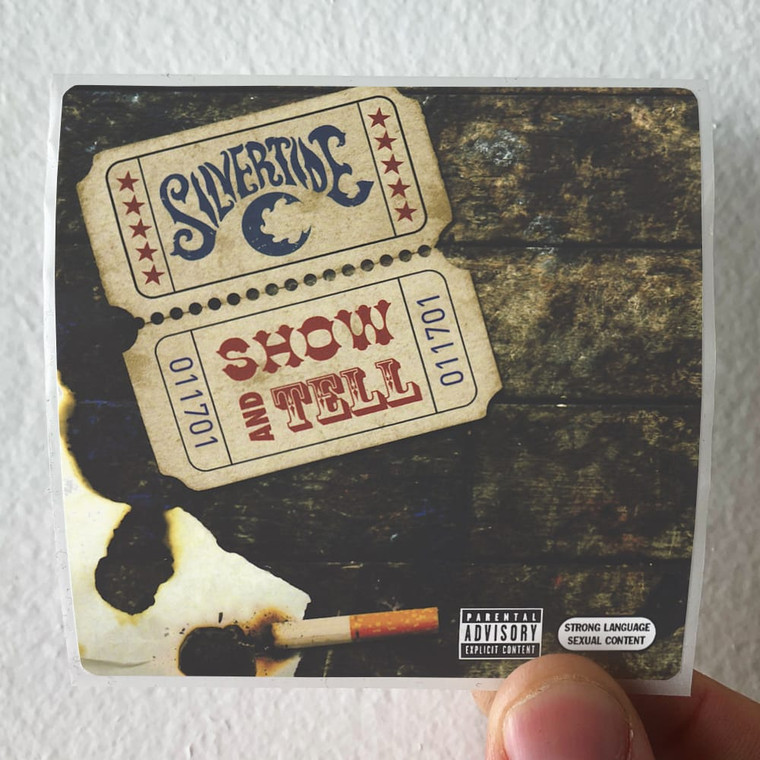 SILVERTIDE
SHOW
AND TELL
011701
011701
PARENTAL
ADVISORY
EXPLICIT CONTENT
STRONG LANGUAGE
SEXUAL CONTENT